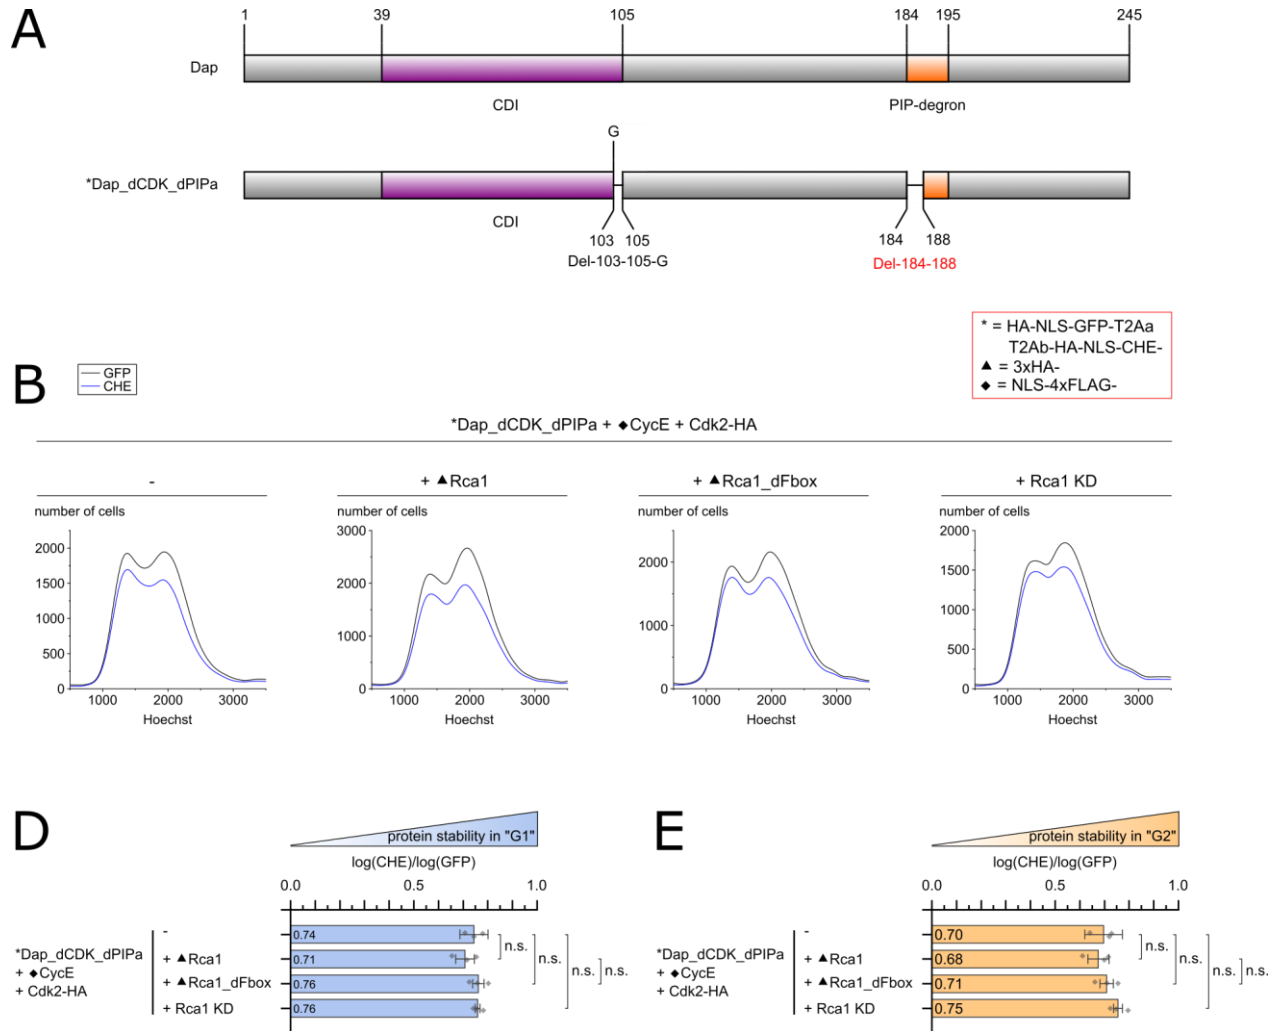 A
1 39 105 184 195 245
Dap
CDI PIP-degron
G
*Dap_dCDK_dPIPa
CDI
103 105 184 188
Del-103-105-G Del-184-188
* = HA-NLS-GFP-T2Aa
T2Ab-HA-NLS-CHE-
▲ = 3xHA-
◆ = NLS-4xFLAG-
B
GFP
CHE
*Dap_dCDK_dPIPa + ◆CycE + Cdk2-HA
- + ▲Rca1 + ▲Rca1_dFbox + Rca1 KD
number of cells
2000
1500
1000
500
0
1000 2000 3000
Hoechst
number of cells
3000
2000
1000
0
1000 2000 3000
Hoechst
number of cells
2000
1000
0
1000 2000 3000
Hoechst
number of cells
2000
1500
1000
500
0
1000 2000 3000
Hoechst
D
protein stability in "G1"
log(CHE)/log(GFP)
0.0 0.5 1.0
*Dap_dCDK_dPIPa
+ ◆CycE
+ Cdk2-HA
- 0.74
+ ▲Rca1 0.71
+ ▲Rca1_dFbox 0.76
+ Rca1 KD 0.76
n.s. n.s. n.s. n.s.
E
protein stability in "G2"
log(CHE)/log(GFP)
0.0 0.5 1.0
*Dap_dCDK_dPIPa
+ ◆CycE
+ Cdk2-HA
- 0.70
+ ▲Rca1 0.68
+ ▲Rca1_dFbox 0.71
+ Rca1 KD 0.75
n.s. n.s. n.s. n.s.